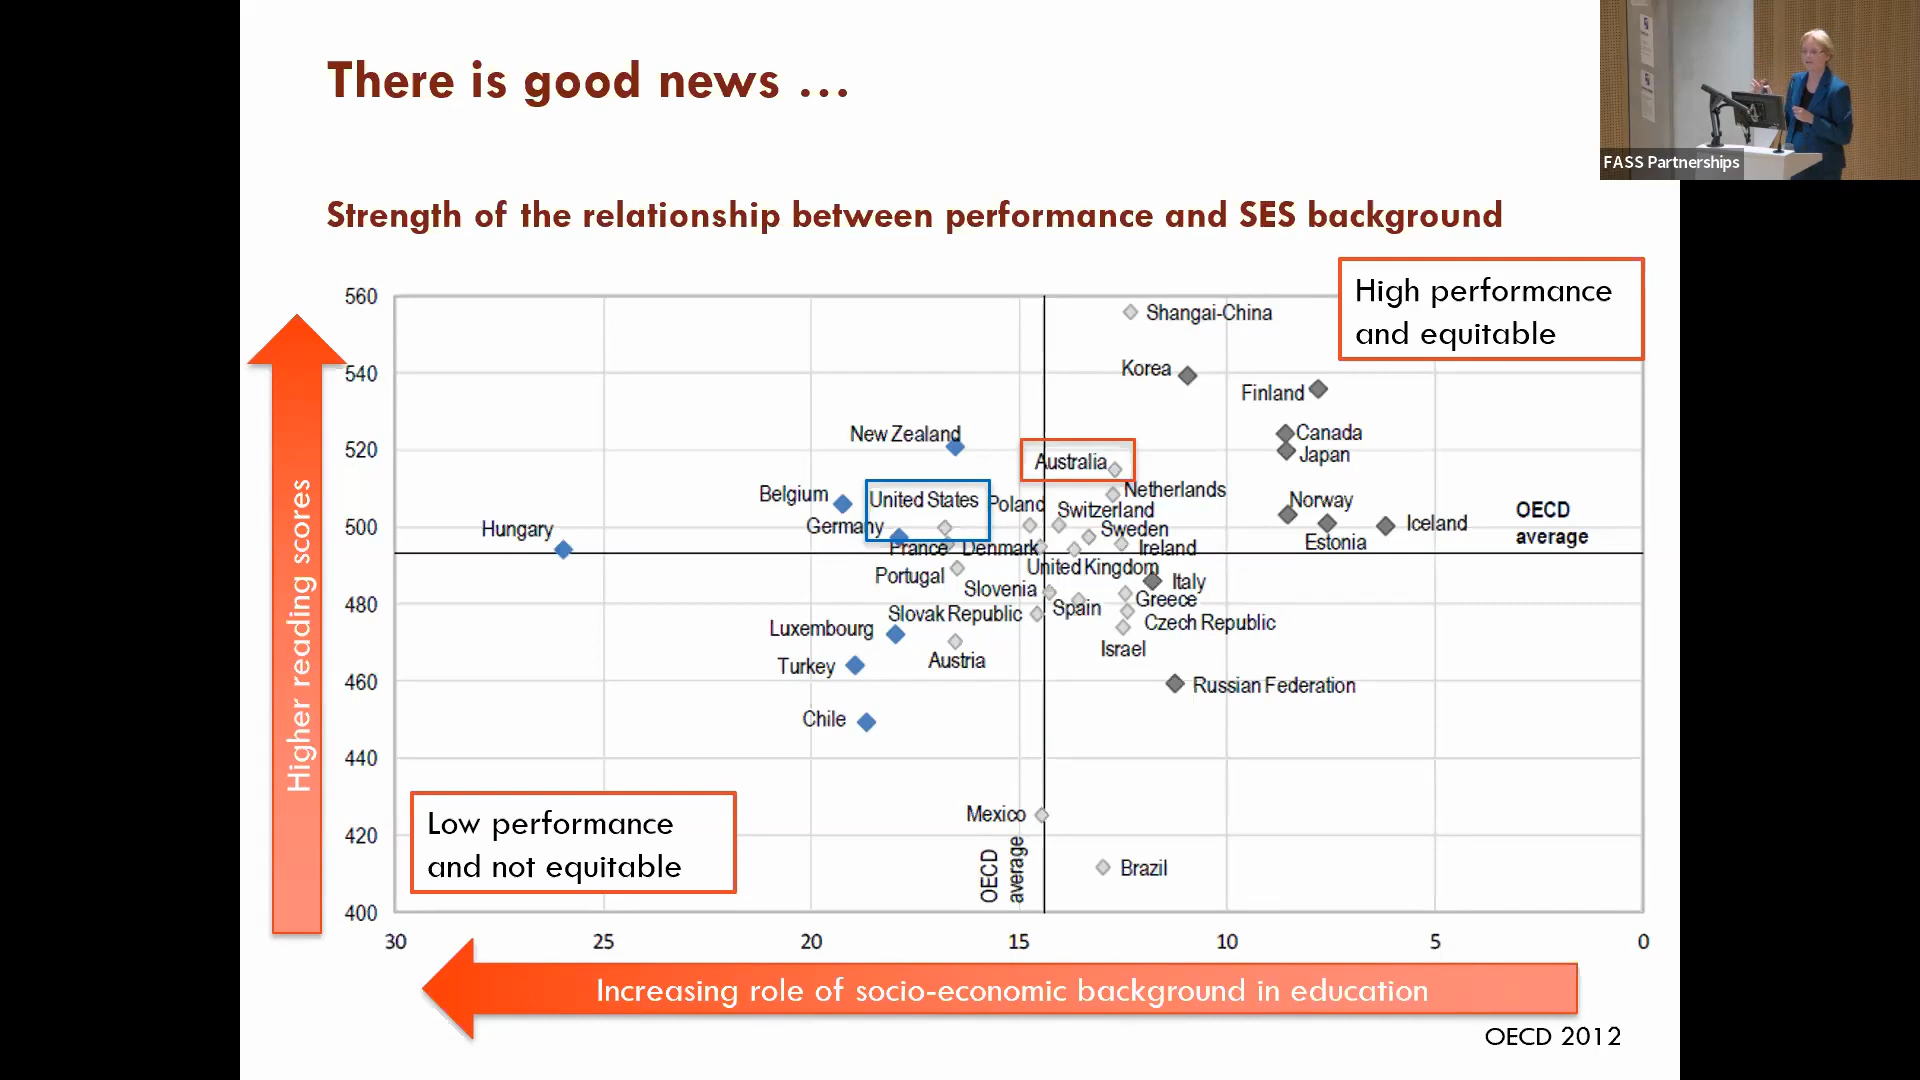 There is good news ...
FASS Partnerships
Strength of the relationship between performance and SES background
High performance
and equitable
560
540
520
500
480
460
440
420
400
Higher reading scores
Shangai-China
Korea
Finland
New Zealand
Canada
Japan
Australia
Belgium
United States
Netherlands
Poland
Switzerland
Norway
Germany
Hungary
Sweden
Iceland
Estonia
OECD
average
France
Denmark
Ireland
United Kingdom
Portugal
Italy
Slovenia
Greece
Slovak Republic
Spain
Czech Republic
Luxembourg
Israel
Austria
Turkey
Russian Federation
Chile
Mexico
Brazil
OECD
average
Low performance
and not equitable
30 25 20 15 10 5 0
Increasing role of socio-economic background in education
OECD 2012